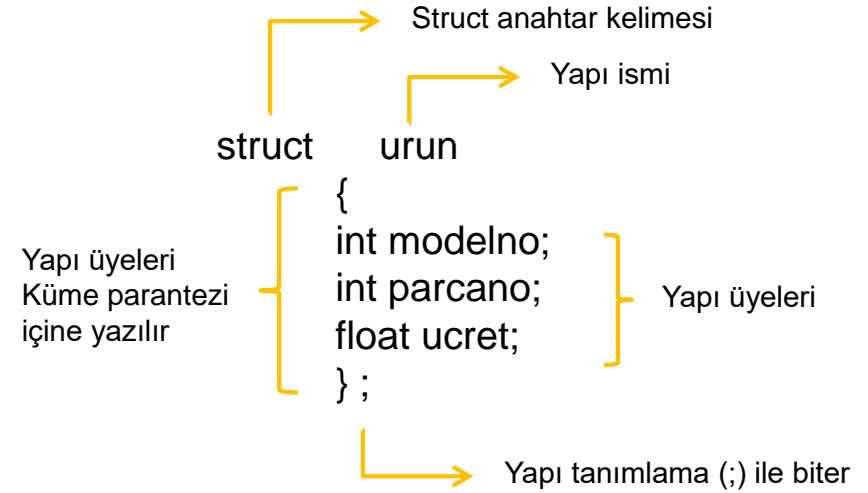 Struct anahtar kelimesi
Yapı ismi
struct urun
{
int modelno;
int parcano;
float ucret;
} ;
Yapı üyeleri
Küme parantezi
içine yazılır
Yapı üyeleri
Yapı tanımlama (;) ile biter